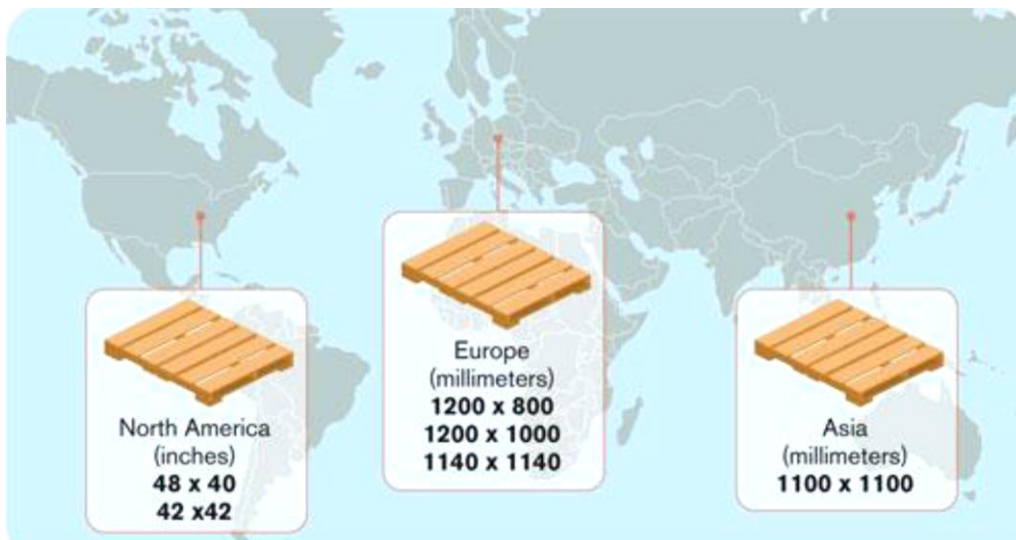 North America
(inches)
48 x 40
42 x42
Europe
(millimeters)
1200 x 800
1200 x 1000
1140 x 1140
Asia
(millimeters)
1100 x 1100